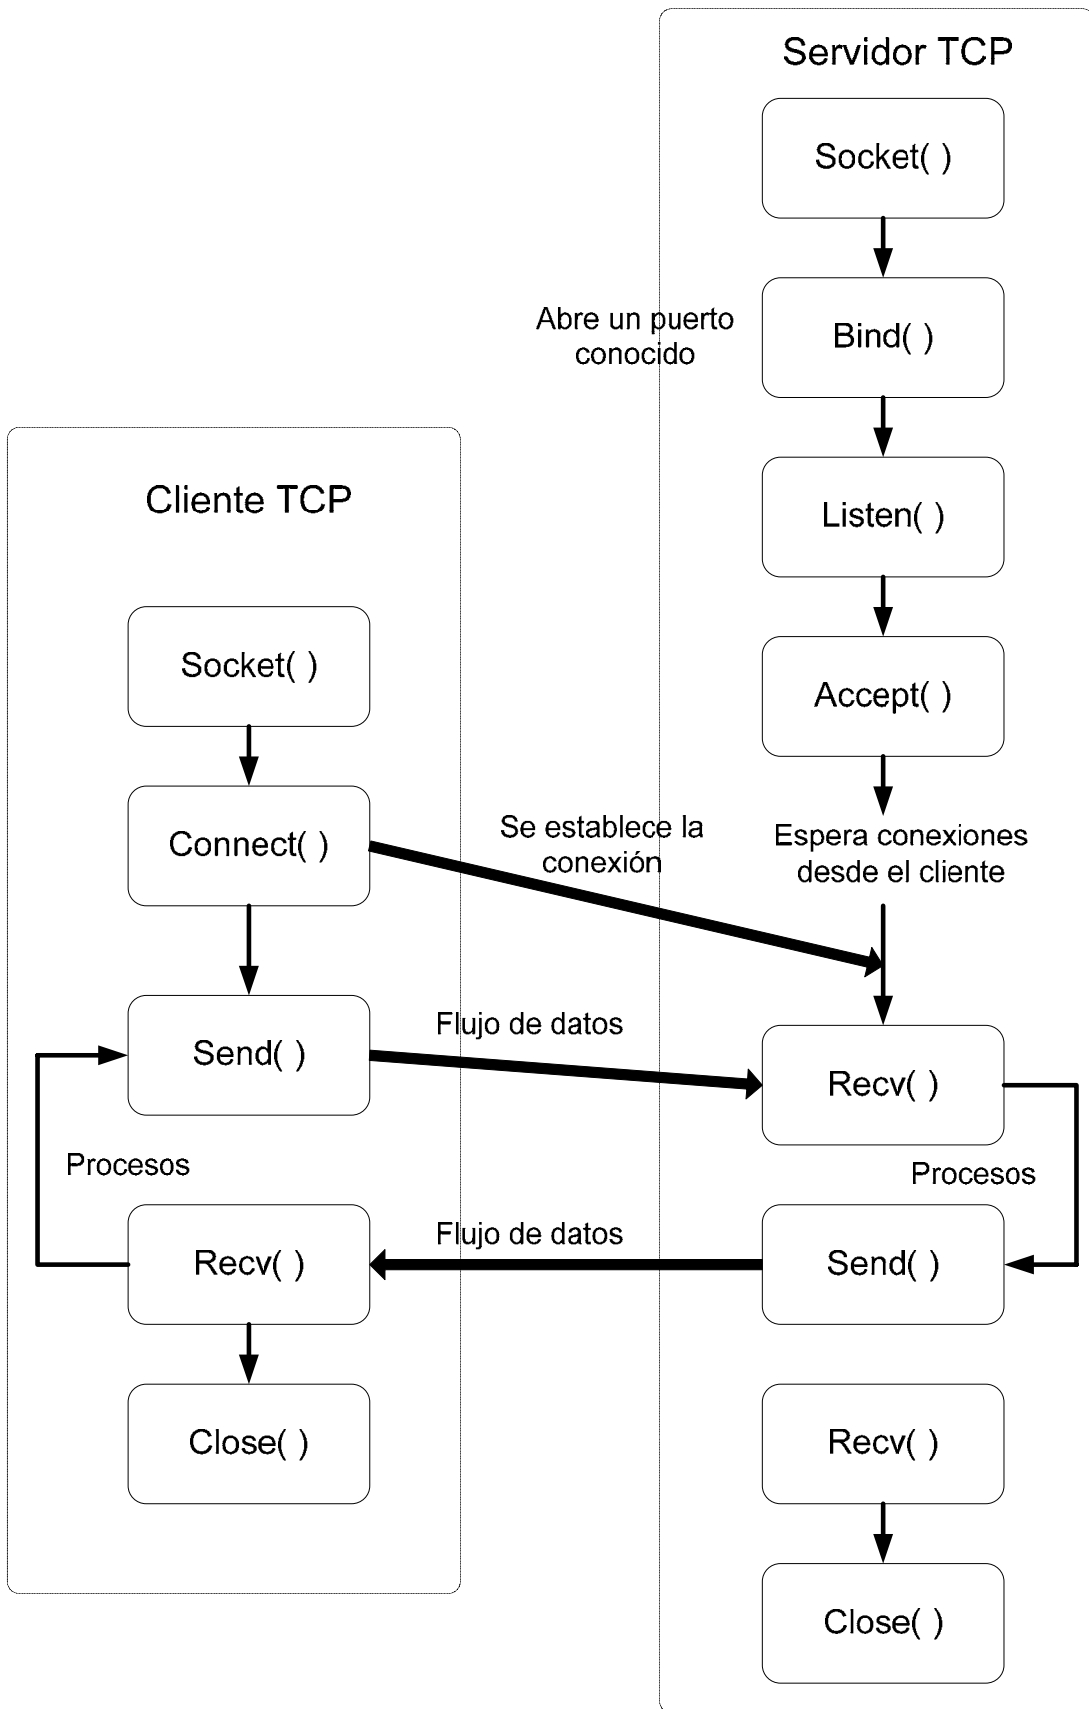 Servidor TCP
Socket( )
Abre un puerto
conocido
Bind( )
Listen( )
Accept( )
Espera conexiones
desde el cliente
Cliente TCP
Socket( )
Connect( )
Se establece la
conexión
Send( )
Flujo de datos
Recv( )
Procesos
Procesos
Recv( )
Flujo de datos
Send( )
Close( )
Recv( )
Close( )